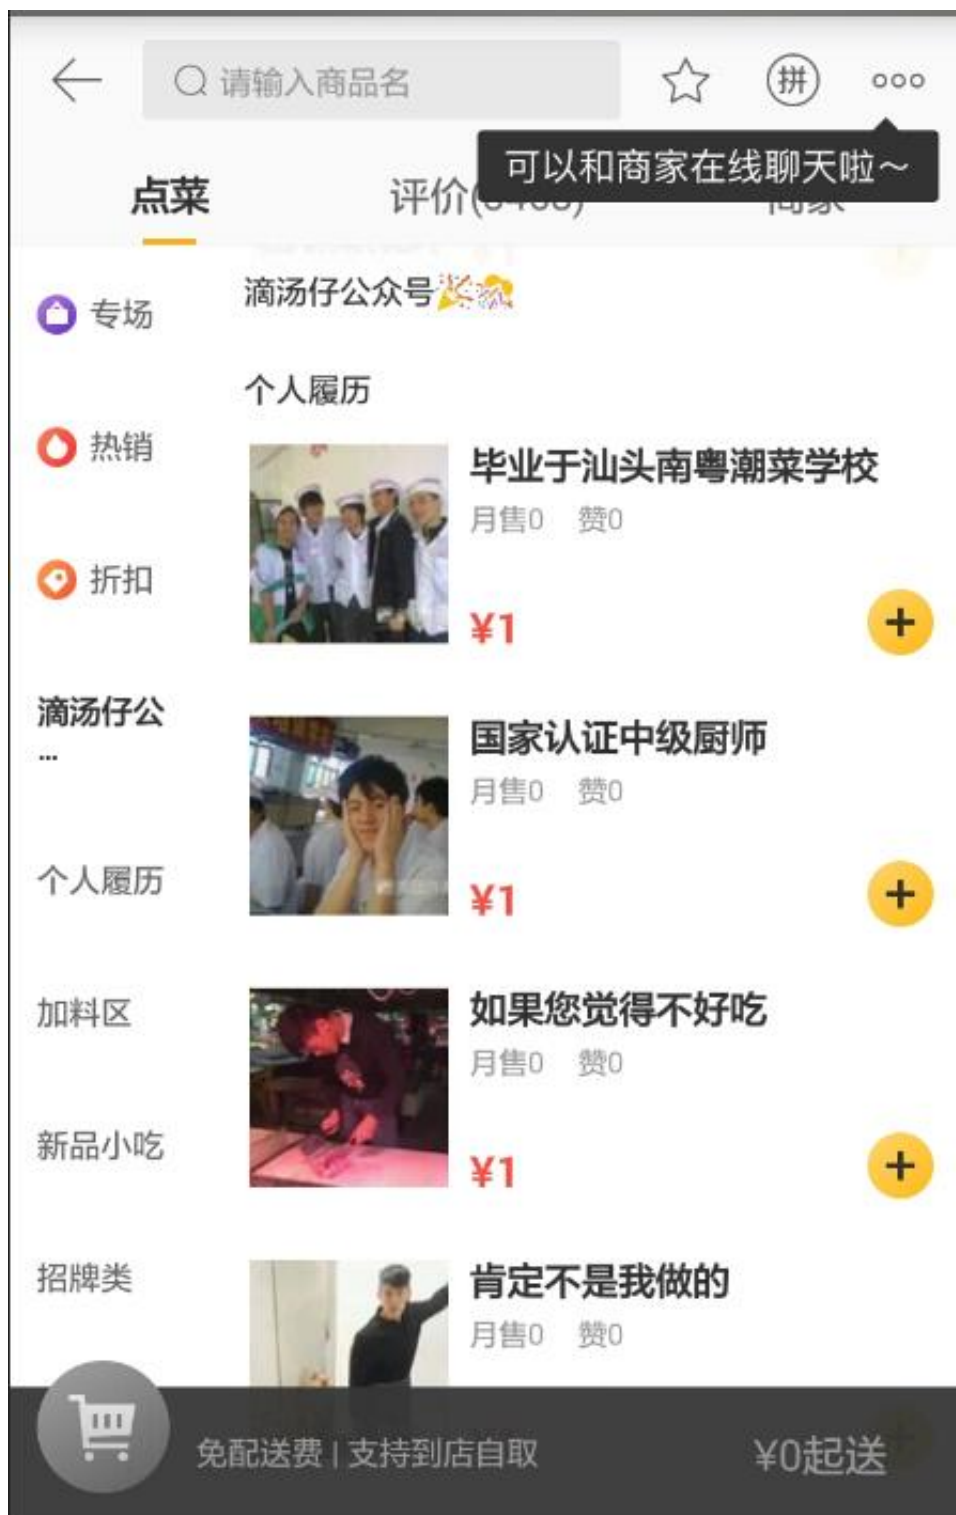 请输入商品名
拼
可以和商家在线聊天啦～
点菜
评价
商家
专场
热销
折扣
滴汤仔公
...
个人履历
加料区
新品小吃
招牌类
滴汤仔公众号
个人履历
毕业于汕头南粤潮菜学校
月售0 赞0
¥1
国家认证中级厨师
月售0 赞0
¥1
如果您觉得不好吃
月售0 赞0
¥1
肯定不是我做的
月售0 赞0
免配送费 | 支持到店自取
¥0起送